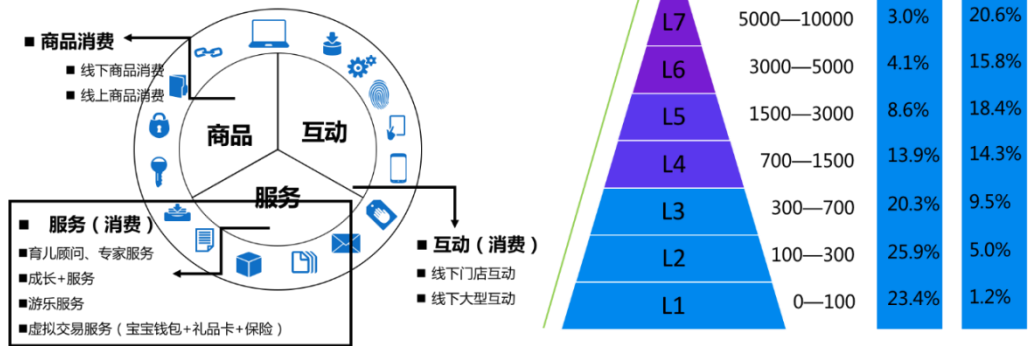 ■ 商品消费
■ 线下商品消费
■ 线上商品消费
商品
互动
服务
■ 服务（消费）
■育儿顾问、专家服务
■成长+服务
■游乐服务
■虚拟交易服务（宝宝钱包+礼品卡+保险）
■ 互动（消费）
■ 线下门店互动
■ 线下大型互动
L7 5000—10000 3.0% 20.6%
L6 3000—5000 4.1% 15.8%
L5 1500—3000 8.6% 18.4%
L4 700—1500 13.9% 14.3%
L3 300—700 20.3% 9.5%
L2 100—300 25.9% 5.0%
L1 0—100 23.4% 1.2%